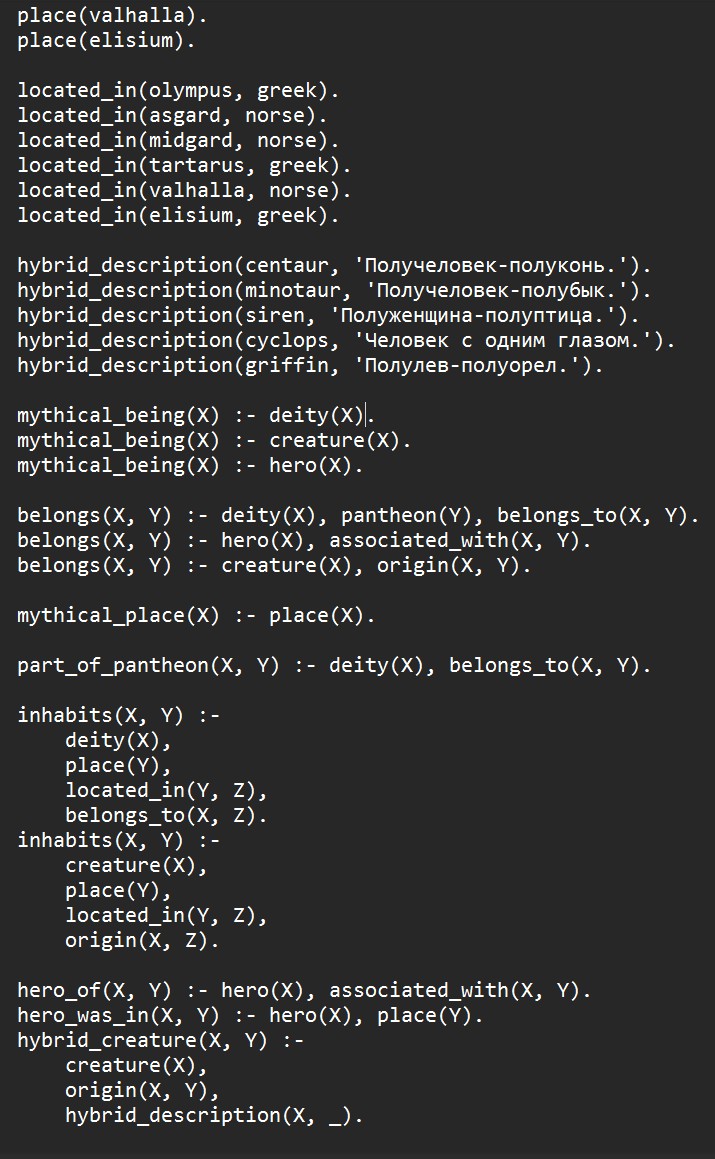 place(valhalla).
place(elisium).
located_in(olympus, greek).
located_in(asgard, norse).
located_in(midgard, norse).
located_in(tartarus, greek).
located_in(valhalla, norse).
located_in(elisium, greek).
hybrid_description(centaur, 'Получеловек-полуконь.').
hybrid_description(minotaur, 'Получеловек-полубык.').
hybrid_description(siren, 'Полуженщина-полуптица.').
hybrid_description(cyclops, 'Человек с одним глазом.').
hybrid_description(griffin, 'Полулев-полуорел.').
mythical_being(X) :- deity(X).
mythical_being(X) :- creature(X).
mythical_being(X) :- hero(X).
belongs(X, Y) :- deity(X), pantheon(Y), belongs_to(X, Y).
belongs(X, Y) :- hero(X), associated_with(X, Y).
belongs(X, Y) :- creature(X), origin(X, Y).
mythical_place(X) :- place(X).
part_of_pantheon(X, Y) :- deity(X), belongs_to(X, Y).
inhabits(X, Y) :-
    deity(X),
    place(Y),
    located_in(Y, Z),
    belongs_to(X, Z).
inhabits(X, Y) :-
    creature(X),
    place(Y),
    located_in(Y, Z),
    origin(X, Z).
hero_of(X, Y) :- hero(X), associated_with(X, Y).
hero_was_in(X, Y) :- hero(X), place(Y).
hybrid_creature(X, Y) :-
    creature(X),
    origin(X, Y),
    hybrid_description(X, _).